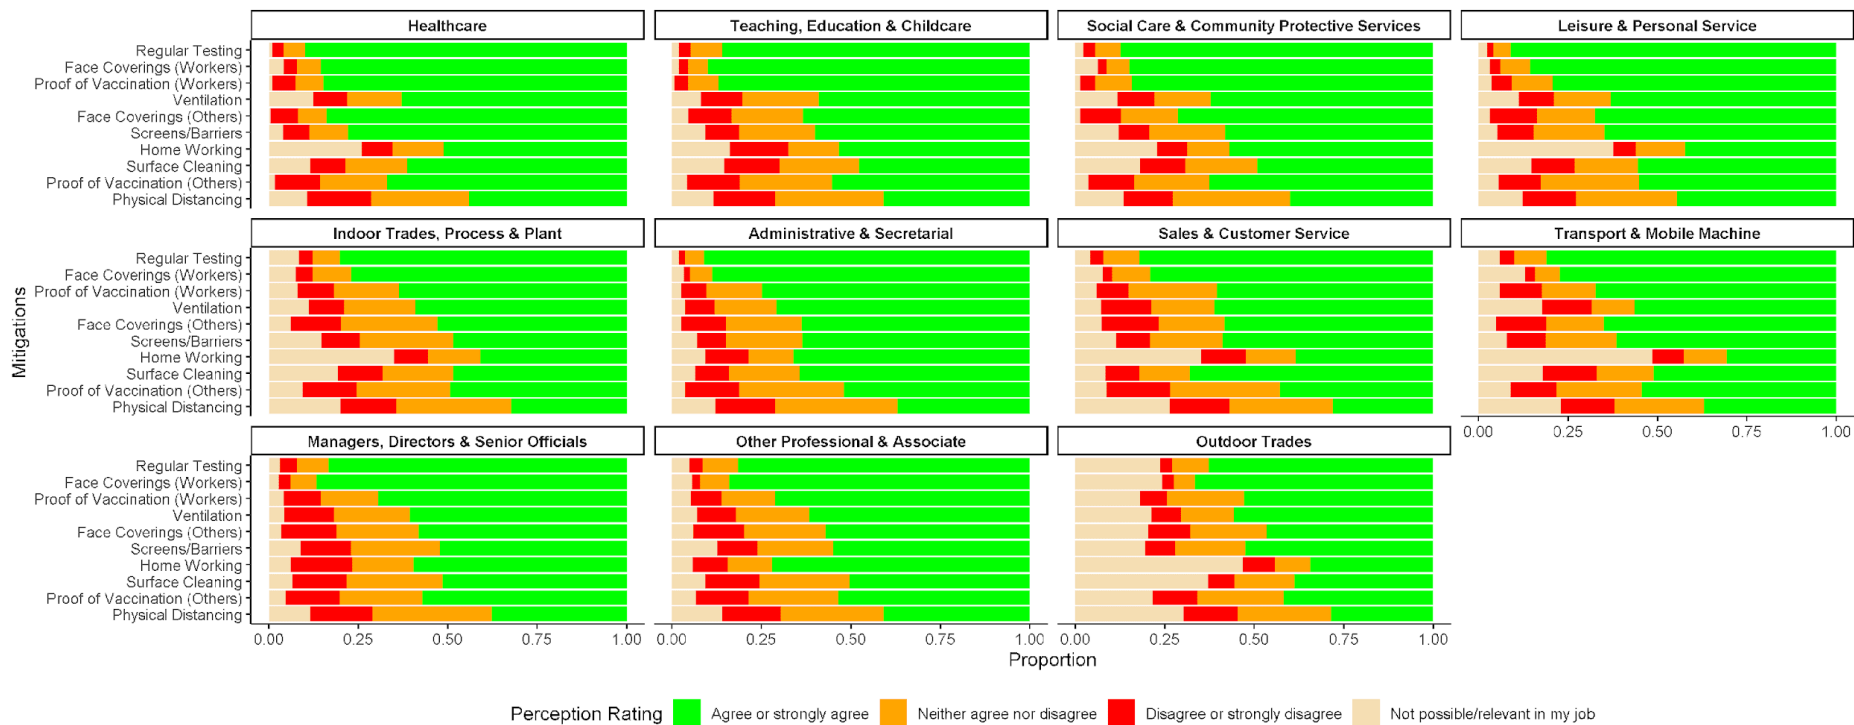 Healthcare
Teaching, Education & Childcare
Social Care & Community Protective Services
Leisure & Personal Service
Regular Testing
Face Coverings (Workers)
Proof of Vaccination (Workers)
Ventilation
Face Coverings (Others)
Screens/Barriers
Home Working
Surface Cleaning
Proof of Vaccination (Others)
Physical Distancing
Indoor Trades, Process & Plant
Administrative & Secretarial
Sales & Customer Service
Transport & Mobile Machine
Regular Testing
Face Coverings (Workers)
Proof of Vaccination (Workers)
Ventilation
Face Coverings (Others)
Screens/Barriers
Home Working
Surface Cleaning
Proof of Vaccination (Others)
Physical Distancing
Mitigations
0.00 0.25 0.50 0.75 1.00
Managers, Directors & Senior Officials
Other Professional & Associate
Outdoor Trades
Regular Testing
Face Coverings (Workers)
Proof of Vaccination (Workers)
Ventilation
Face Coverings (Others)
Screens/Barriers
Home Working
Surface Cleaning
Proof of Vaccination (Others)
Physical Distancing
0.00 0.25 0.50 0.75 1.00
0.00 0.25 0.50 0.75 1.00
0.00 0.25 0.50 0.75 1.00
Proportion
Perception Rating
Agree or strongly agree
Neither agree nor disagree
Disagree or strongly disagree
Not possible/relevant in my job